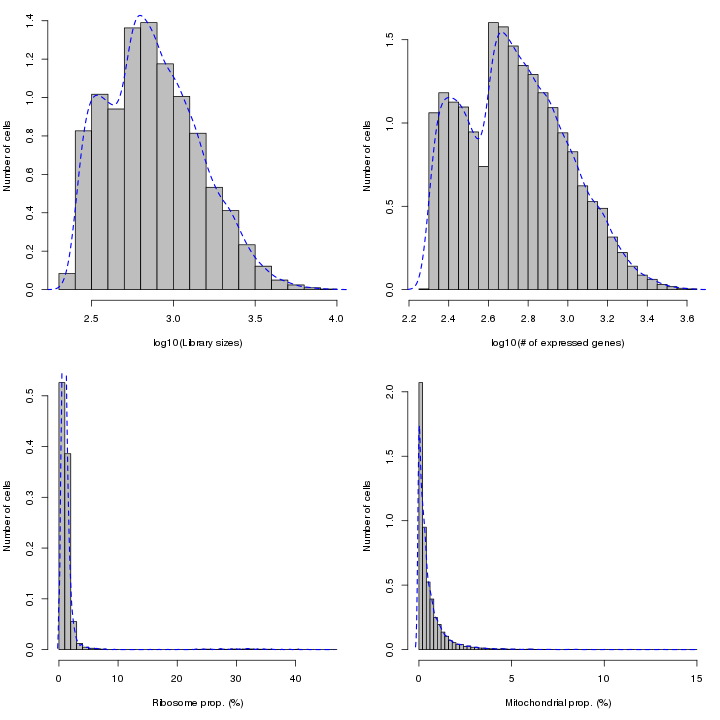 Number of cells
0.0 0.2 0.4 0.6 0.8 1.0 1.2 1.4
2.5 3.0 3.5 4.0
log10(Library sizes)
Number of cells
0.0 0.5 1.0 1.5
2.2 2.4 2.6 2.8 3.0 3.2 3.4 3.6
log10(# of expressed genes)
Number of cells
0.0 0.1 0.2 0.3 0.4 0.5
0 10 20 30 40
Ribosome prop. (%)
Number of cells
0.0 0.5 1.0 1.5 2.0
0 5 10 15
Mitochondrial prop. (%)